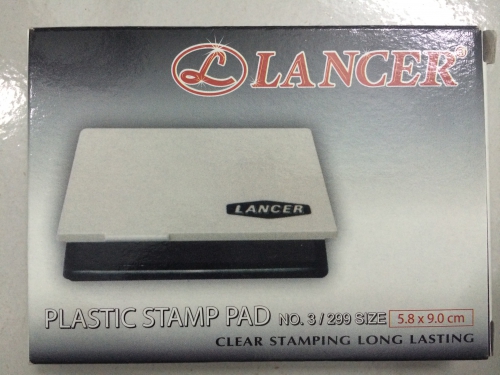 L LANCER®
LANCER
PLASTIC STAMP PAD NO. 3 / 299 SIZE 5.8 x 9.0 cm
CLEAR STAMPING LONG LASTING